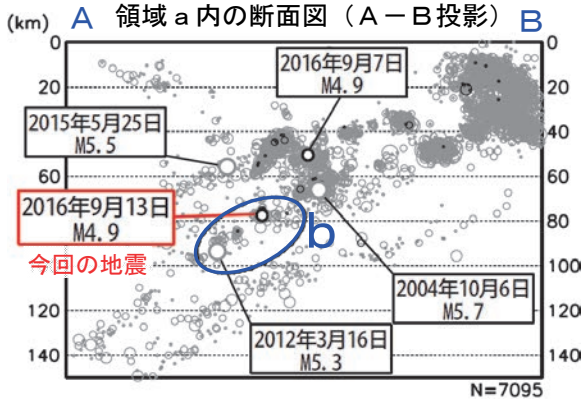 領域a内の断面図(A-B投影)
(km) A B
0 0
20 20
40 40
60 60
80 80
100 100
120 120
140 140
2016年9月7日
M4.9
2015年5月25日
M5.5
2016年9月13日
M4.9
今回の地震
b
2004年10月6日
M5.7
2012年3月16日
M5.3
N=7095